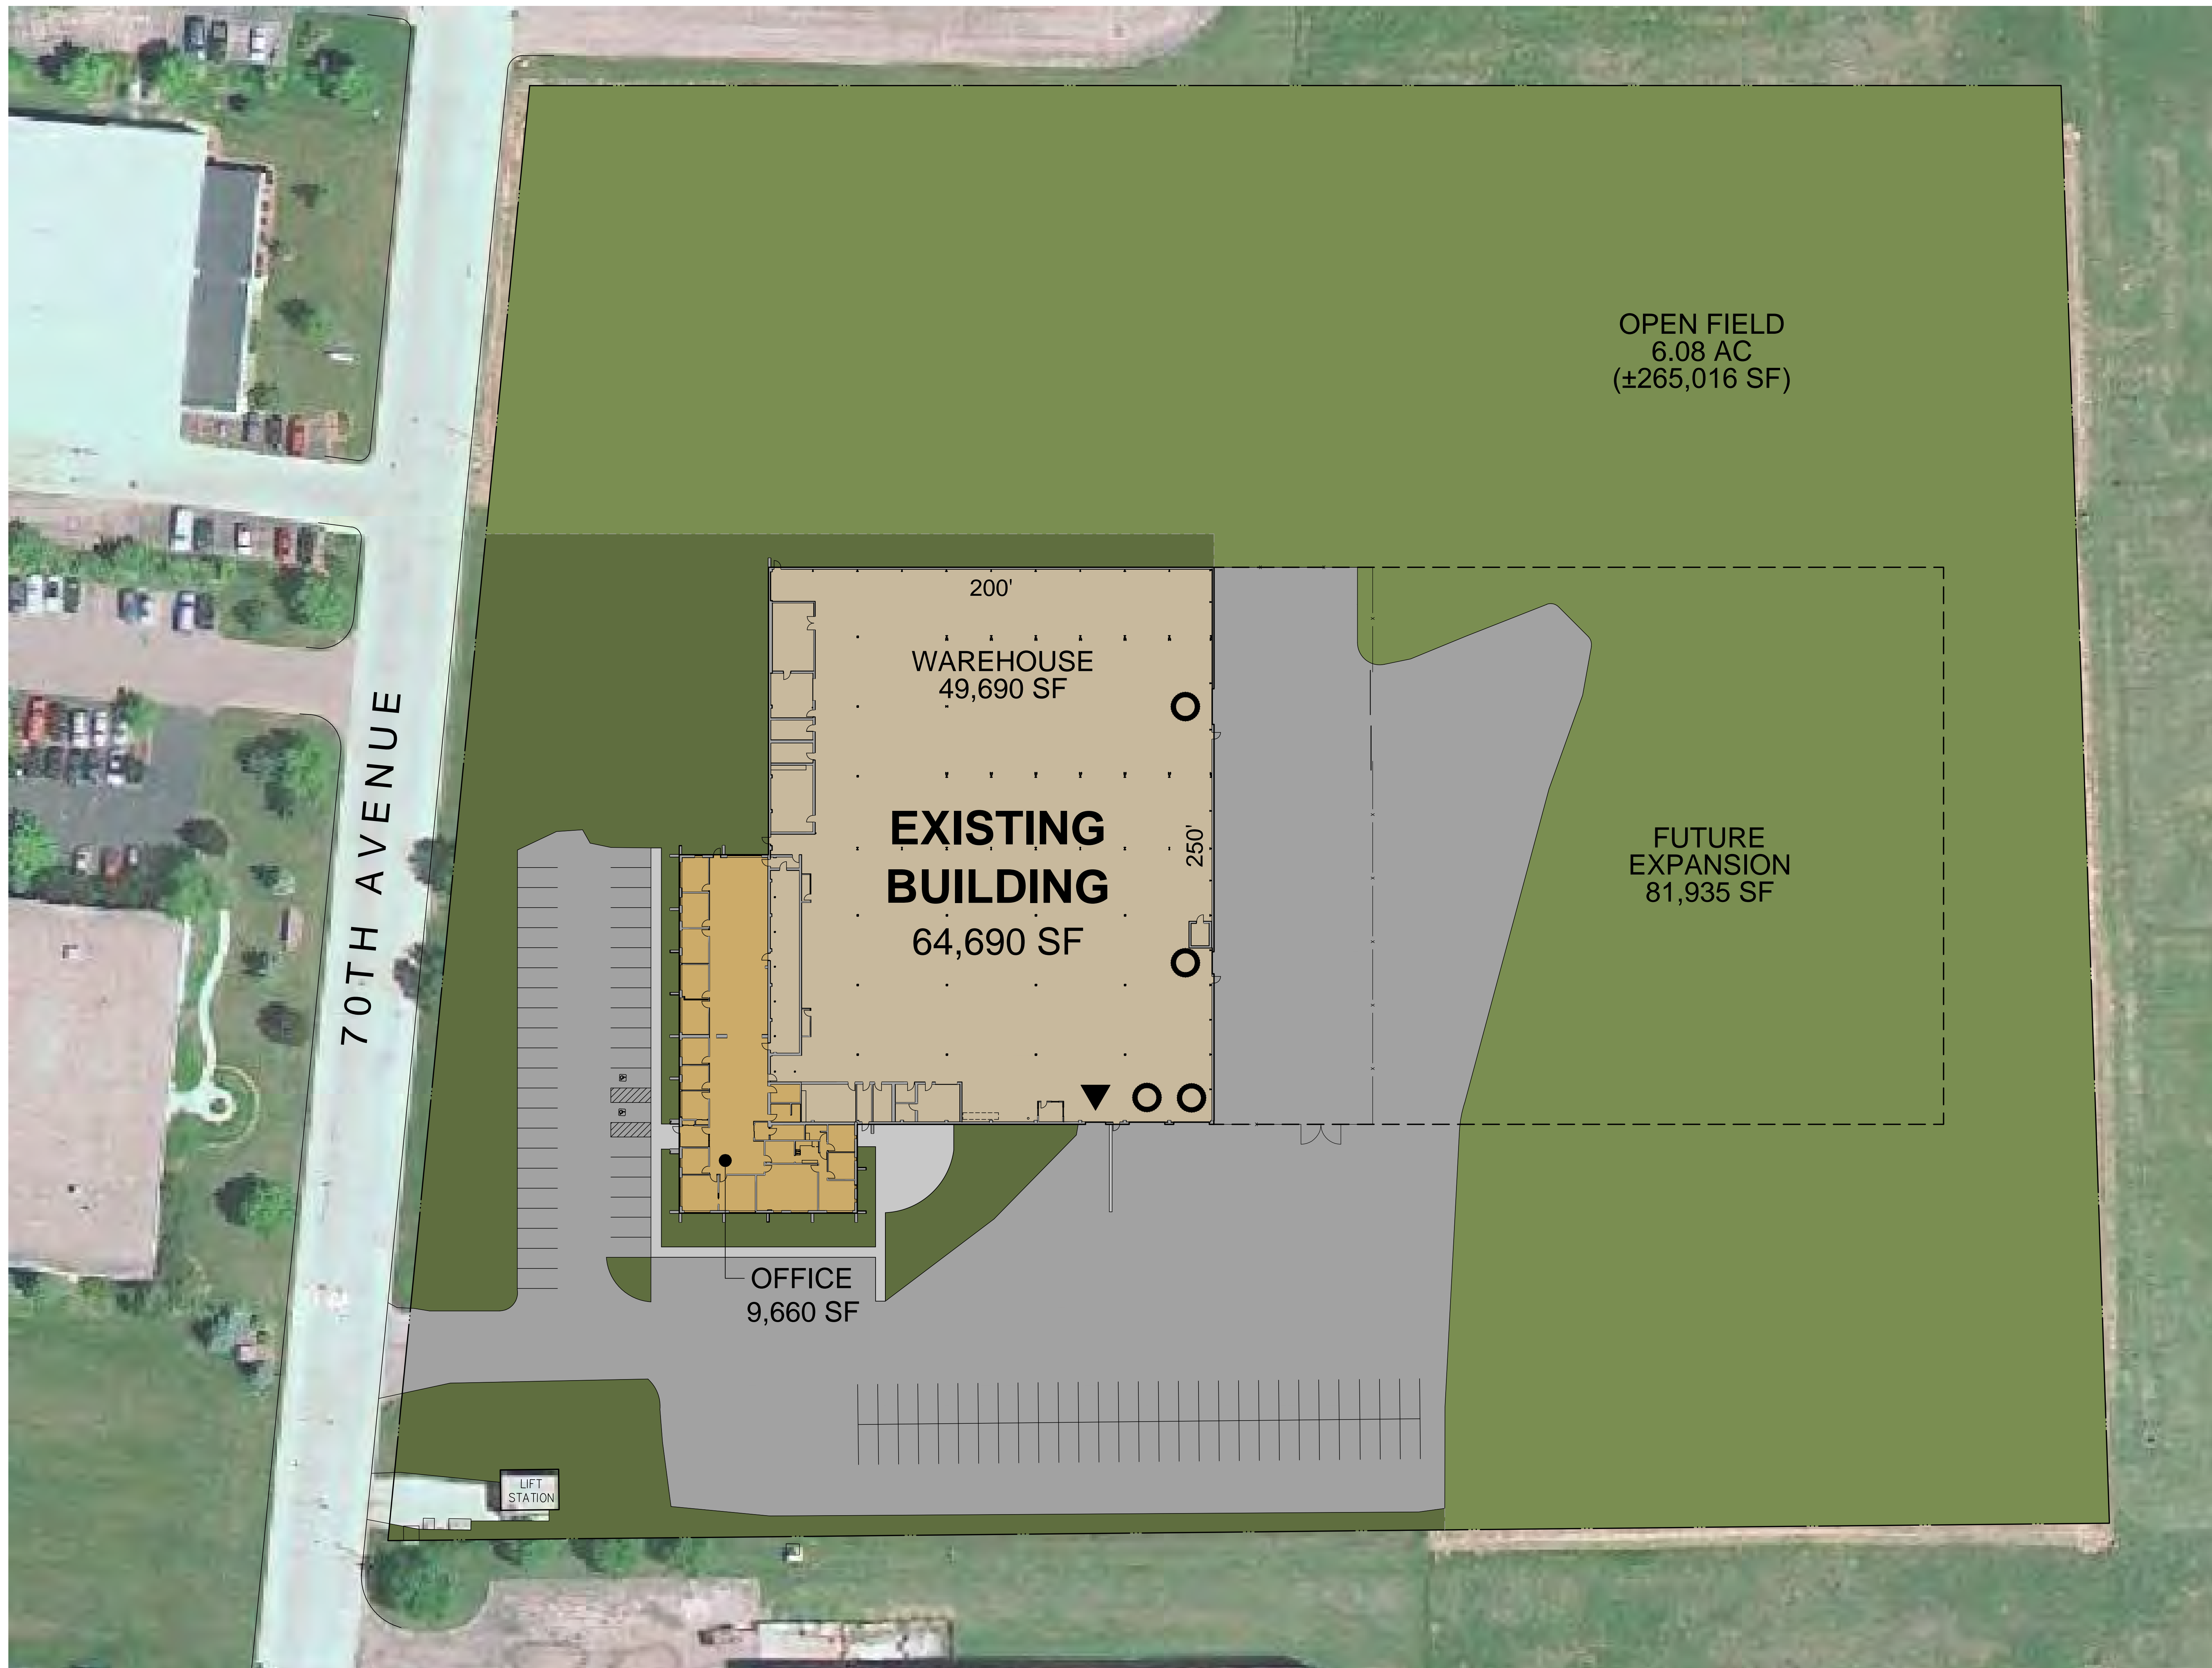 OPEN FIELD
6.08 AC
(±265,016 SF)
200'
WAREHOUSE
49,690 SF
70TH AVENUE
EXISTING
BUILDING
64,690 SF
250'
FUTURE
EXPANSION
81,935 SF
OFFICE
9,660 SF
LIFT
STATION